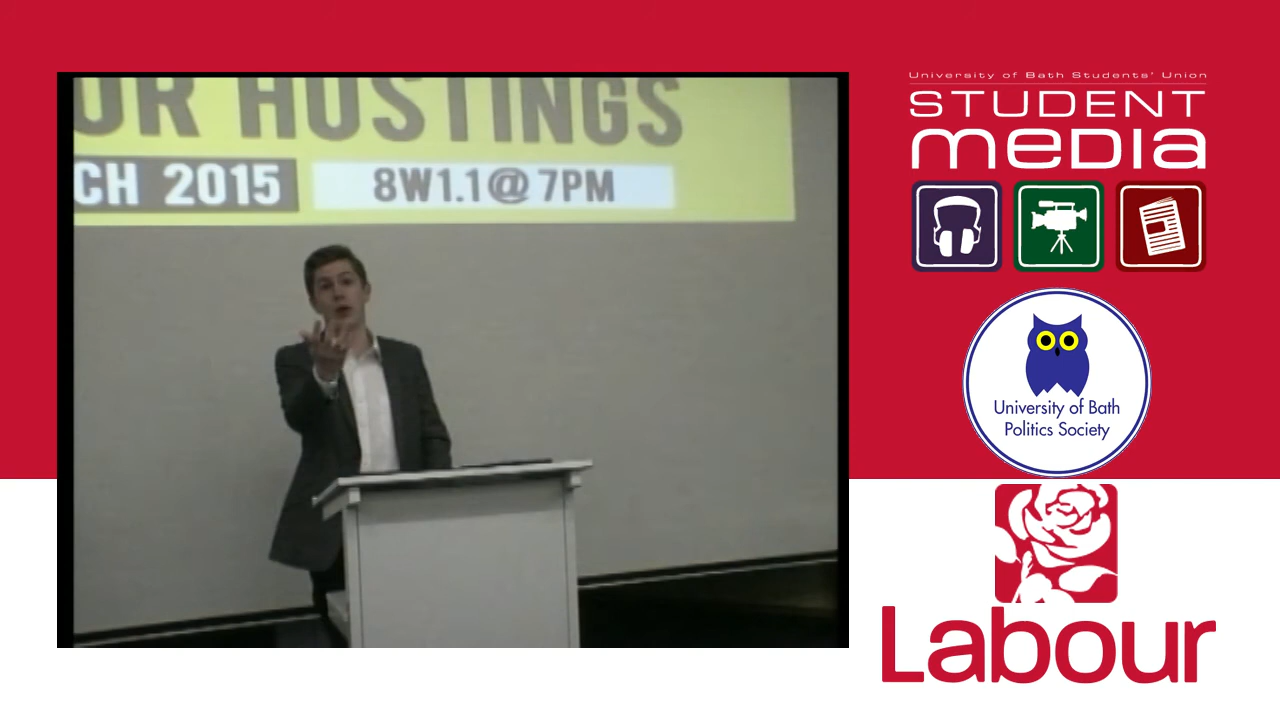 OR HUSTINGS
CH 2015
8W1.1@ 7PM
University of Bath Students' Union
STUDENT
MEDIA
University of Bath
Politics Society
Labour